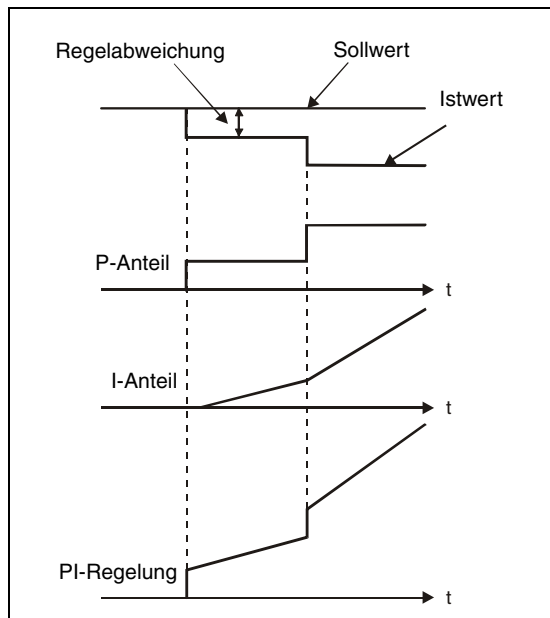 Regelabweichung
Sollwert
Istwert
P-Anteil
t
I-Anteil
t
PI-Regelung
t